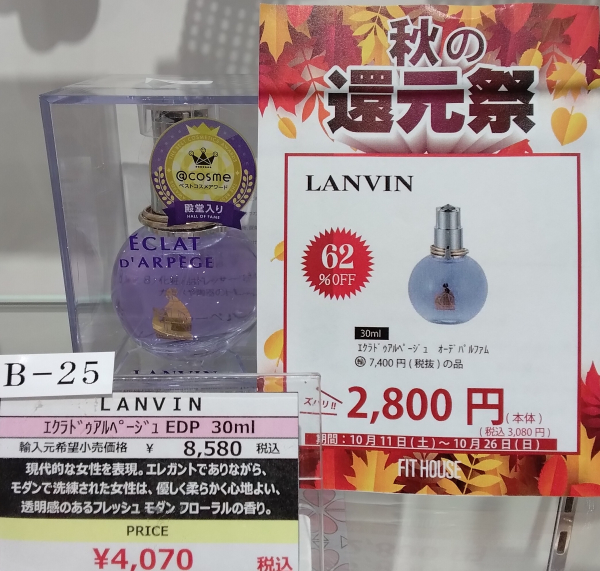 秋の
還元祭
LANVIN
62
%OFF
30ml
ｴｸﾗﾄﾞｩｱﾙﾍﾟｰｼﾞｭ ｵｰﾃﾞﾊﾟﾙﾌｧﾑ
7,400円(税抜)の品
ズバリ!!
2,800円(本体)
(税込3,080円)
期間:10月11日(土)～10月26日(日)
FIT HOUSE
@cosme
ベストコスメアワード
殿堂入り
HALL OF FAME
ÉCLAT
D'ARPÈGE
LANVIN
B-25
LANVIN
ｴｸﾗﾄﾞｩｱﾙﾍﾟｰｼﾞｭ EDP 30ml
輸入元希望小売価格 ¥ 8,580 税込
現代的な女性を表現。エレガントでありながら、
モダンで洗練された女性は、優しく柔らかく心地よい、
透明感のあるフレッシュ モダン フローラルの香り。
PRICE
¥4,070 税込